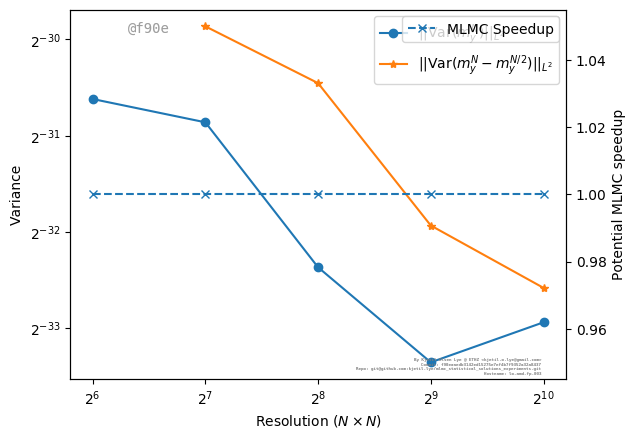 @f90e
MLMC Speedup
||Var(m_y^N − m_y^{N/2})||_{L^2}
2^{-30}
2^{-31}
2^{-32}
2^{-33}
Variance
1.04
1.02
1.00
0.98
0.96
Potential MLMC speedup
2^6
2^7
2^8
2^9
2^{10}
Resolution (N × N)